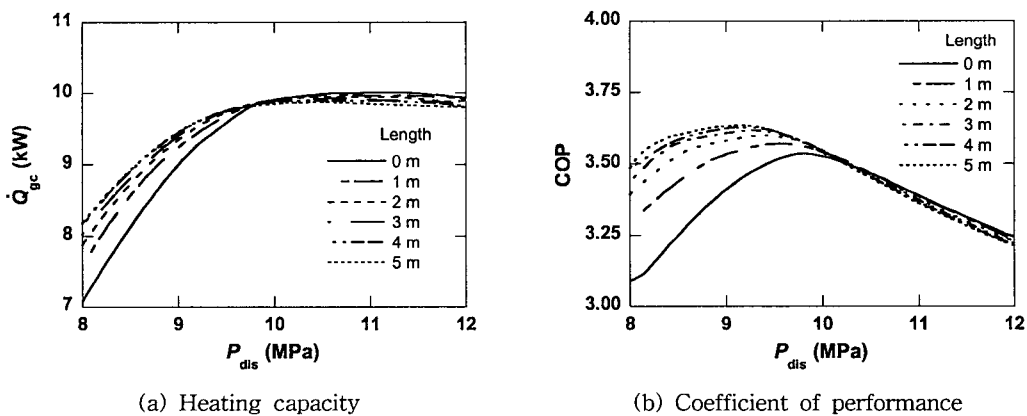 11
10
9
8
7
Q̇gc (kW)
8 9 10 11 12
Pdis (MPa)
Length
0 m
1 m
2 m
3 m
4 m
5 m
(a) Heating capacity
4.00
3.75
3.50
3.25
3.00
COP
8 9 10 11 12
Pdis (MPa)
Length
0 m
1 m
2 m
3 m
4 m
5 m
(b) Coefficient of performance